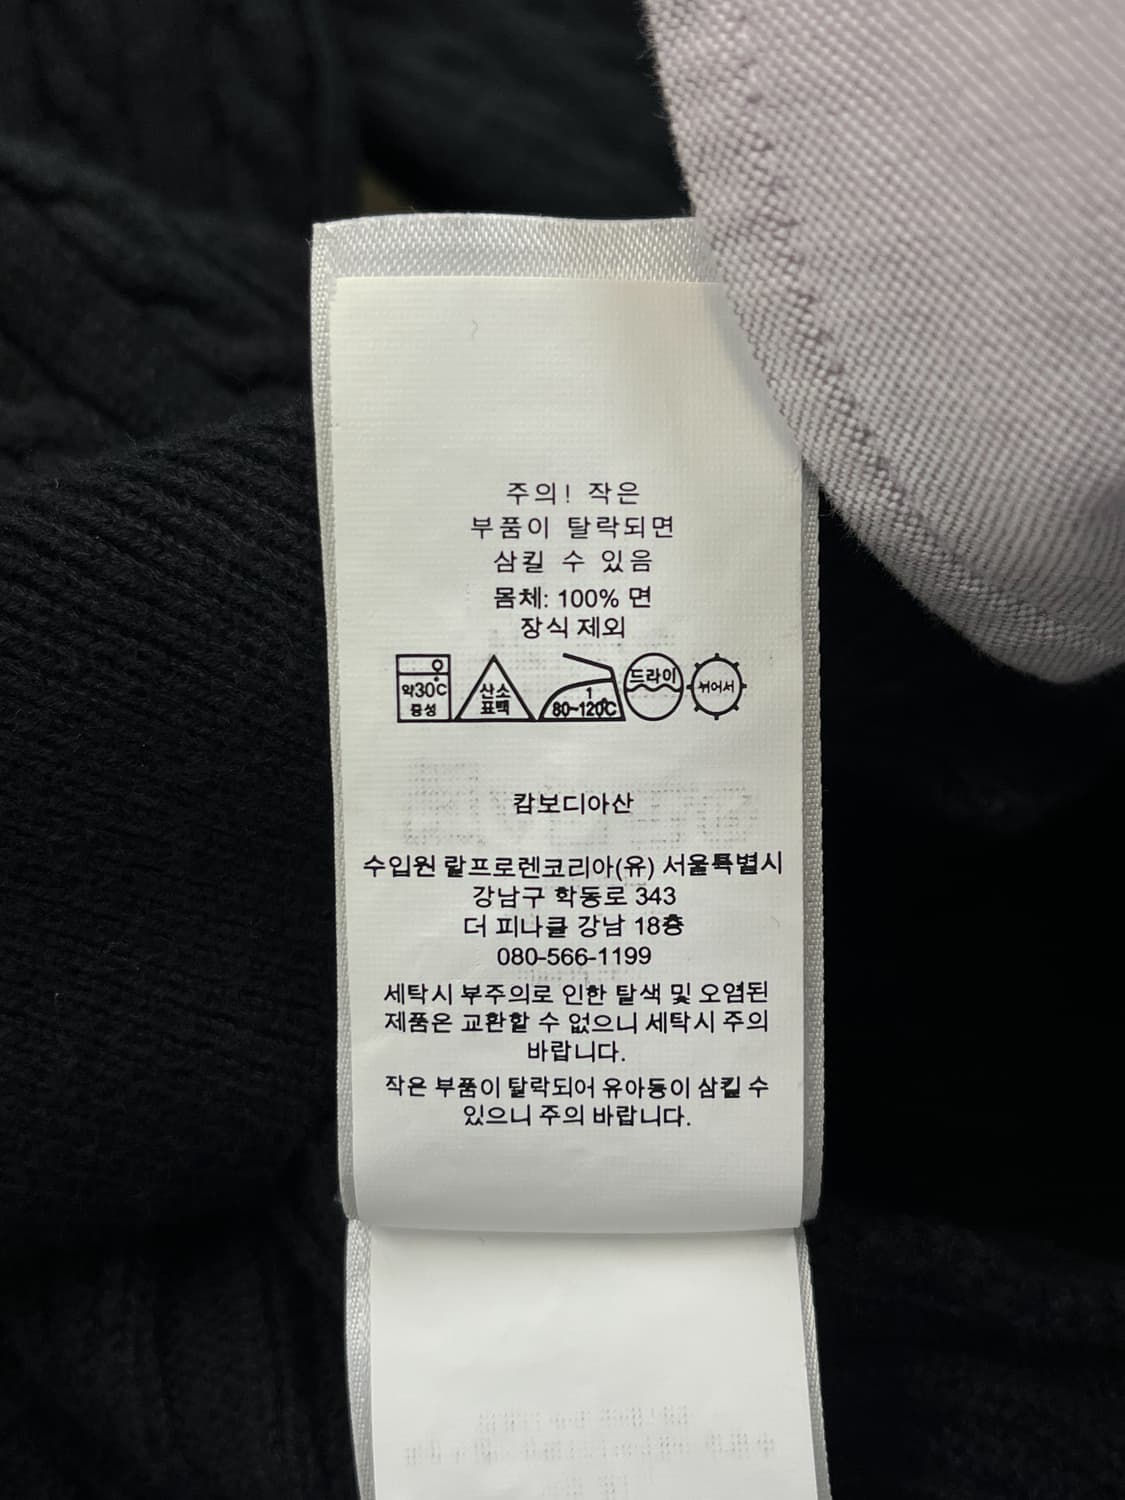 주의! 작은
부품이 탈락되면
삼킬 수 있음
몸체: 100% 면
장식 제외
약30℃
중성
산소
표백
1
80~120℃
드라이
뉘어서
캄보디아산
수입원 랄프로렌코리아(유) 서울특별시
강남구 학동로 343
더 피나클 강남 18층
080-566-1199
세탁시 부주의로 인한 탈색 및 오염된
제품은 교환할 수 없으니 세탁시 주의
바랍니다.
작은 부품이 탈락되어 유아동이 삼킬 수
있으니 주의 바랍니다.